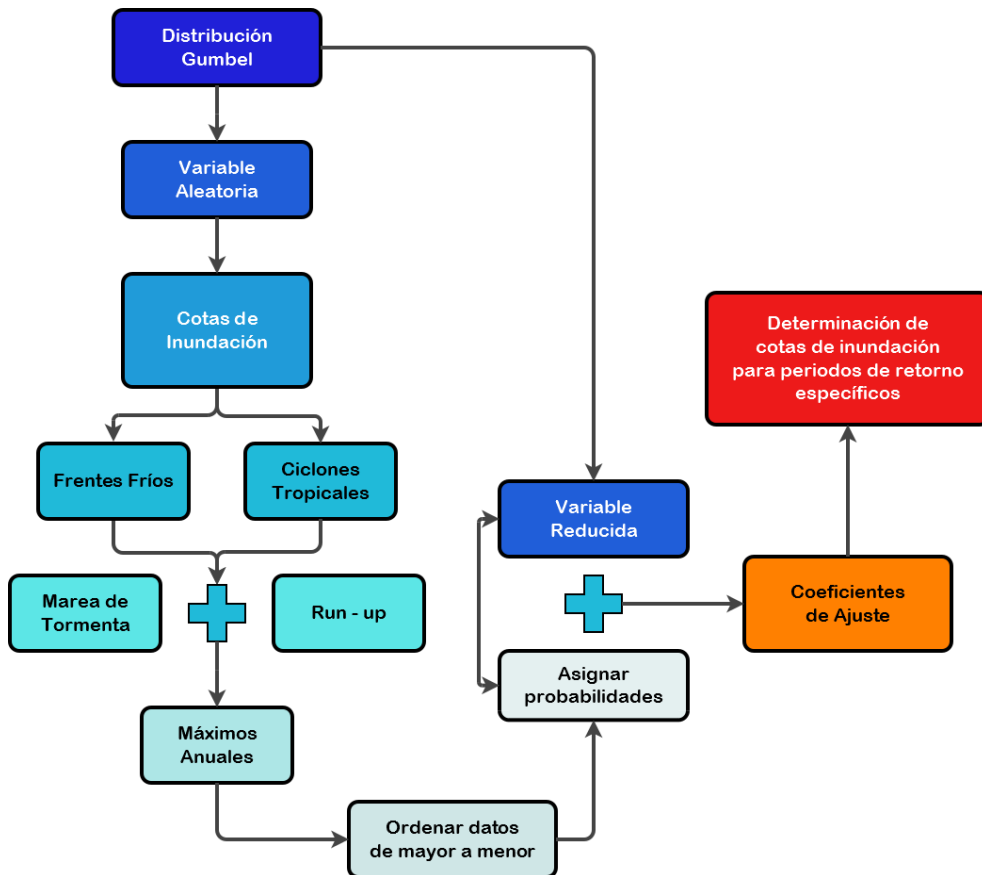 Distribución
Gumbel
Variable
Aleatoria
Cotas de
Inundación
Frentes Fríos
Ciclones
Tropicales
Marea de
Tormenta
Run - up
Máximos
Anuales
Ordenar datos
de mayor a menor
Asignar
probabilidades
Variable
Reducida
Coeficientes
de Ajuste
Determinación de
cotas de inundación
para periodos de retorno
específicos